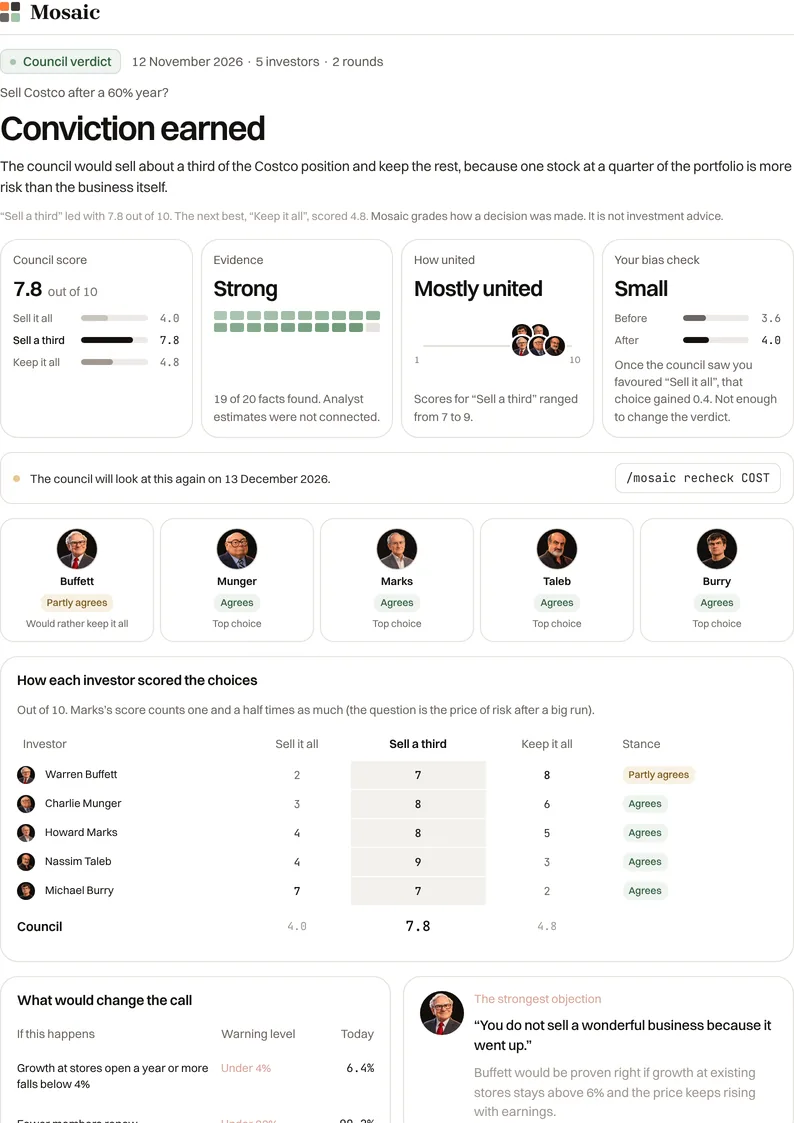 Mosaic
Council verdict
12 November 2026 · 5 investors · 2 rounds
Sell Costco after a 60% year?
Conviction earned
The council would sell about a third of the Costco position and keep the rest, because one stock at a quarter of the portfolio is more
risk than the business itself.
“Sell a third” led with 7.8 out of 10. The next best, “Keep it all”, scored 4.8. Mosaic grades how a decision was made. It is not investment advice.
Council score
7.8 out of 10
Sell it all 4.0
Sell a third 7.8
Keep it all 4.8
Evidence
Strong
19 of 20 facts found. Analyst
estimates were not connected.
How united
Mostly united
1 10
Scores for “Sell a third” ranged
from 7 to 9.
Your bias check
Small
Before 3.6
After 4.0
Once the council saw you
favoured “Sell it all”, that
choice gained 0.4. Not enough
to change the verdict.
The council will look at this again on 13 December 2026.
/mosaic recheck COST
Buffett
Partly agrees
Would rather keep it all
Munger
Agrees
Top choice
Marks
Agrees
Top choice
Taleb
Agrees
Top choice
Burry
Agrees
Top choice
How each investor scored the choices
Out of 10. Marks’s score counts one and a half times as much (the question is the price of risk after a big run).
Investor Sell it all Sell a third Keep it all Stance
Warren Buffett 2 7 8 Partly agrees
Charlie Munger 3 8 6 Agrees
Howard Marks 4 8 5 Agrees
Nassim Taleb 4 9 3 Agrees
Michael Burry 7 7 2 Agrees
Council 4.0 7.8 4.8
What would change the call
If this happens Warning level Today
Growth at stores open a year or more Under 4% 6.4%
falls below 4%
Fewer members renew
The strongest objection
“You do not sell a wonderful business because it
went up.”
Buffett would be proven right if growth at existing
stores stays above 6% and the price keeps rising
with earnings.